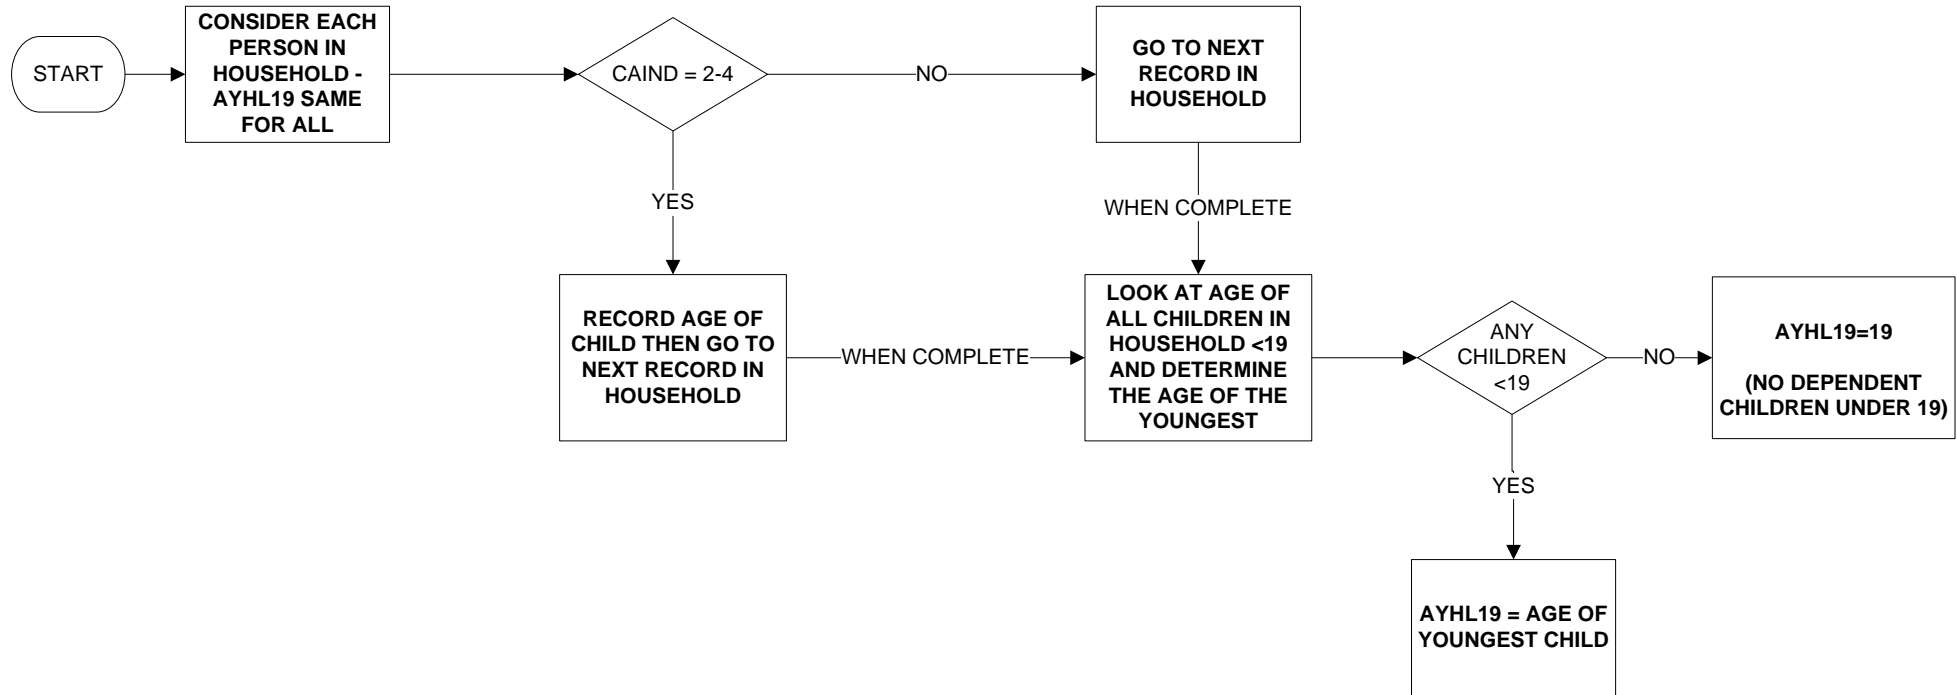 START
CONSIDER EACH
PERSON IN
HOUSEHOLD -
AYHL19 SAME
FOR ALL
CAIND = 2-4
NO
GO TO NEXT
RECORD IN
HOUSEHOLD
YES
WHEN COMPLETE
RECORD AGE OF
CHILD THEN GO TO
NEXT RECORD IN
HOUSEHOLD
WHEN COMPLETE
LOOK AT AGE OF
ALL CHILDREN IN
HOUSEHOLD <19
AND DETERMINE
THE AGE OF THE
YOUNGEST
ANY
CHILDREN
<19
NO
AYHL19=19
(NO DEPENDENT
CHILDREN UNDER 19)
YES
AYHL19 = AGE OF
YOUNGEST CHILD